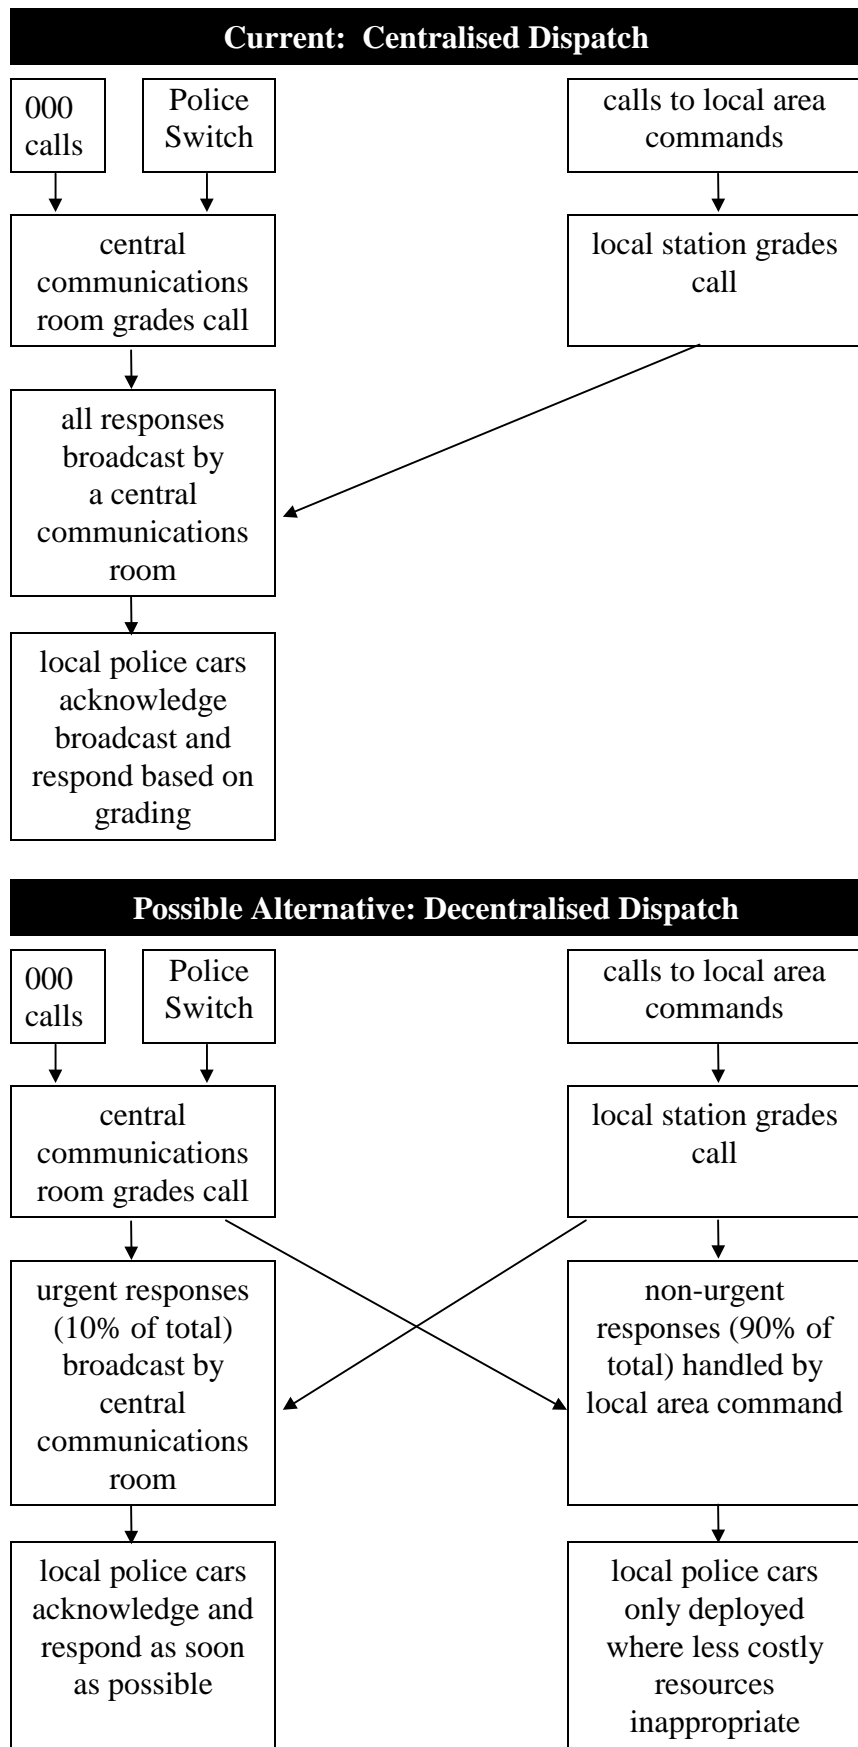 Current:  Centralised Dispatch
000
calls
Police
Switch
calls to local area
commands
central
communications
room grades call
local station grades
call
all responses
broadcast by
a central
communications
room
local police cars
acknowledge
broadcast and
respond based on
grading
Possible Alternative: Decentralised Dispatch
000
calls
Police
Switch
calls to local area
commands
central
communications
room grades call
local station grades
call
urgent responses
(10% of total)
broadcast by
central
communications
room
non-urgent
responses (90% of
total) handled by
local area command
local police cars
acknowledge and
respond as soon
as possible
local police cars
only deployed
where less costly
resources
inappropriate